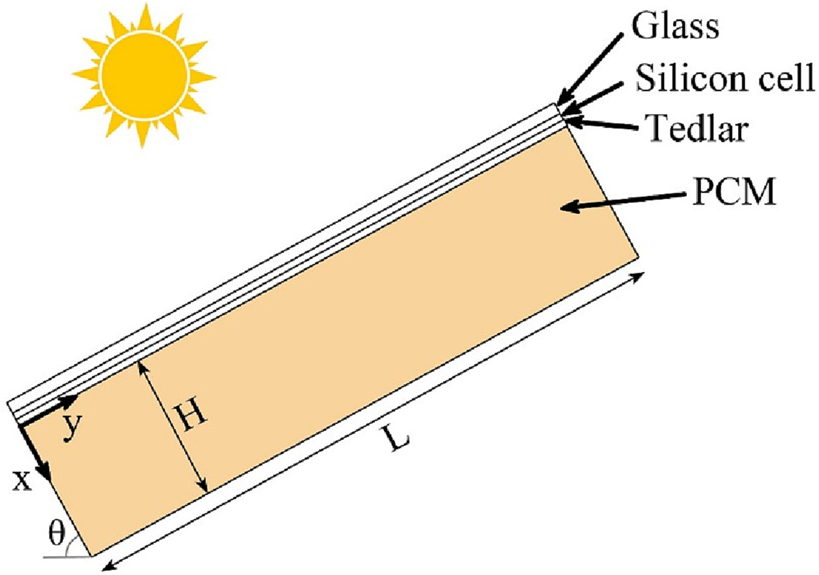 Glass
Silicon cell
Tedlar
PCM
y
H
x
L
θ